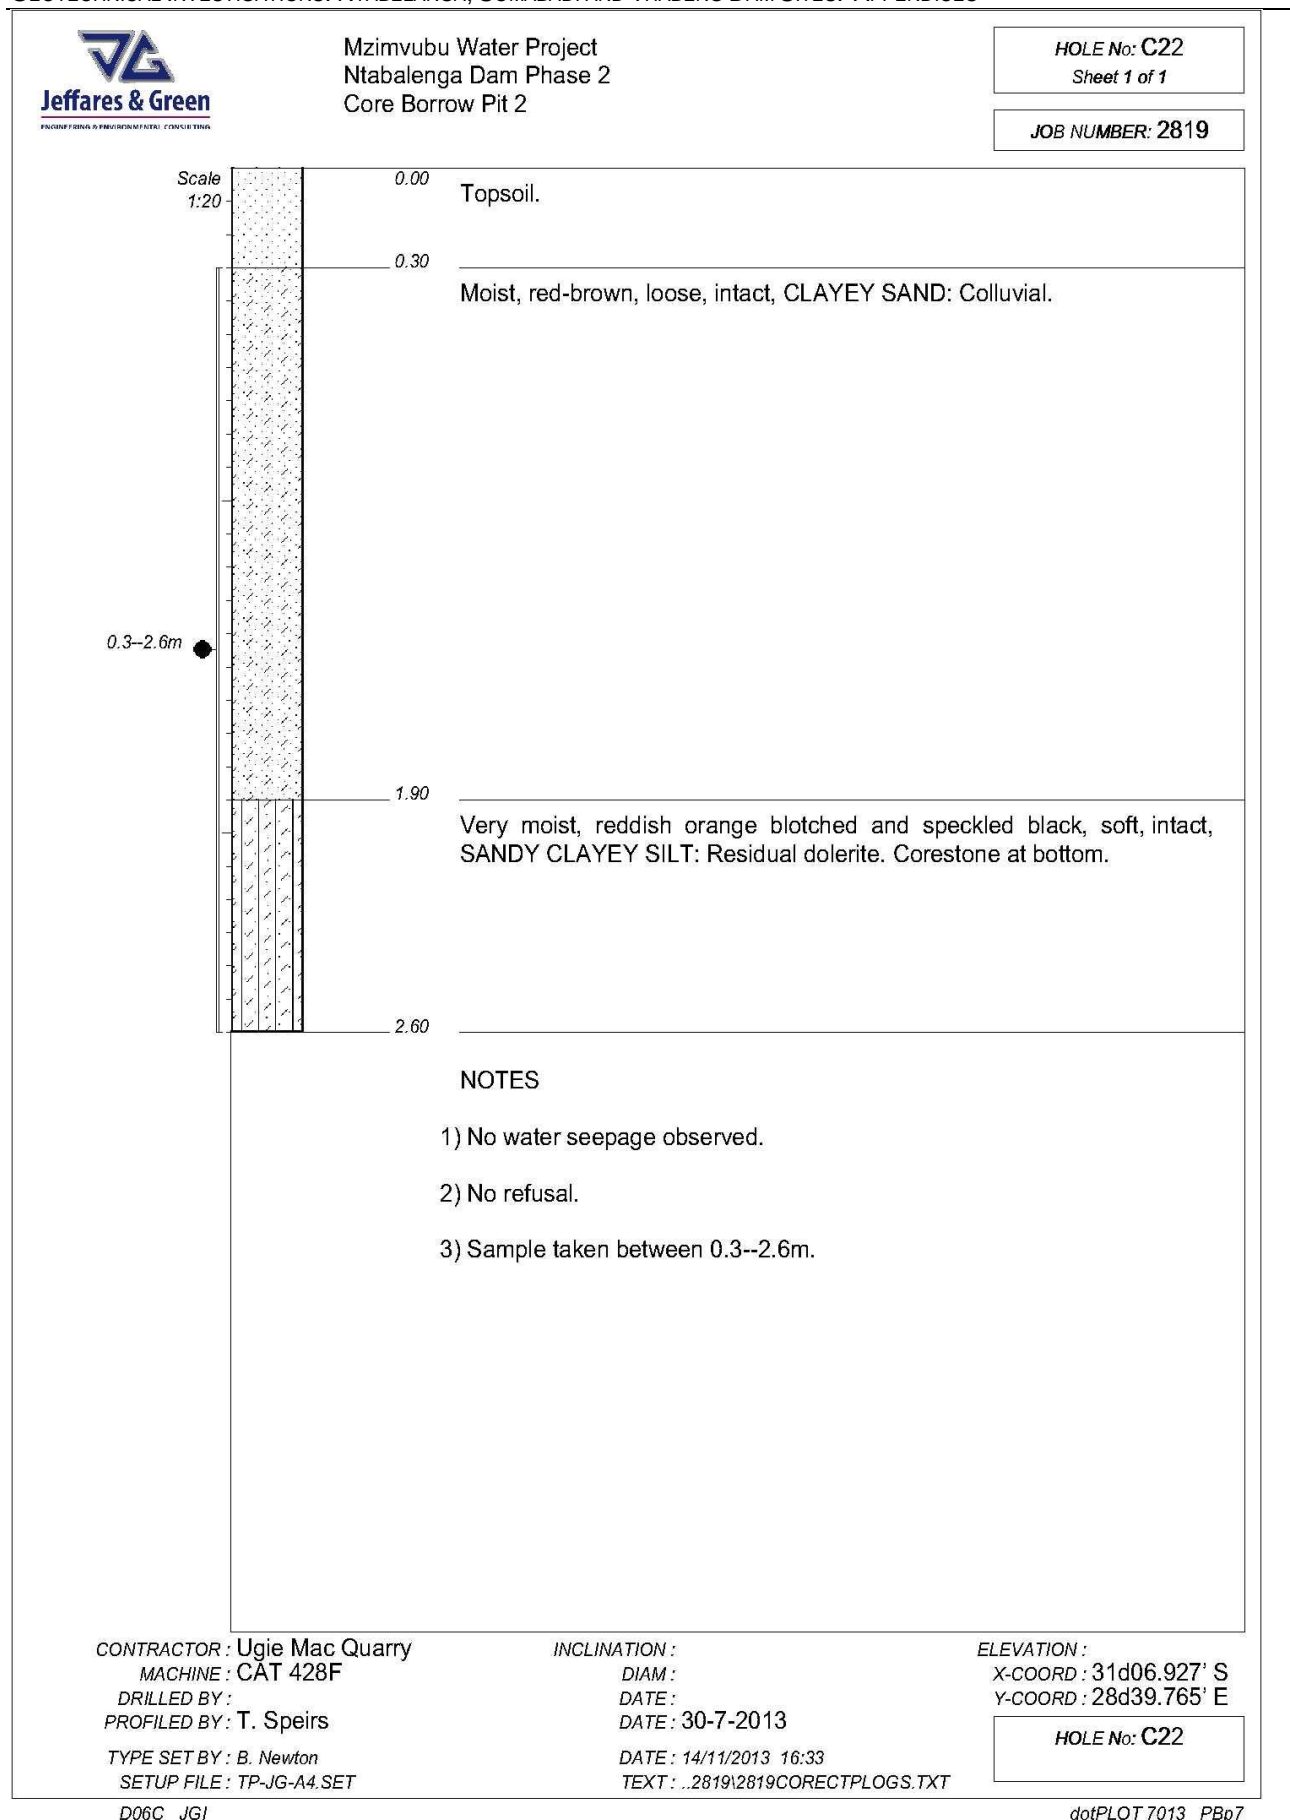 Jeffares & Green
ENGINEERING & ENVIRONMENTAL CONSULTING
Mzimvubu Water Project
Ntabalenga Dam Phase 2
Core Borrow Pit 2
HOLE No: C22
Sheet 1 of 1
JOB NUMBER: 2819
Scale
1:20
0.00
Topsoil.
0.30
Moist, red-brown, loose, intact, CLAYEY SAND: Colluvial.
0.3--2.6m
1.90
Very moist, reddish orange blotched and speckled black, soft, intact,
SANDY CLAYEY SILT: Residual dolerite. Corestone at bottom.
2.60
NOTES
1) No water seepage observed.
2) No refusal.
3) Sample taken between 0.3--2.6m.
CONTRACTOR : Ugie Mac Quarry
MACHINE : CAT 428F
DRILLED BY :
PROFILED BY : T. Speirs
TYPE SET BY : B. Newton
SETUP FILE : TP-JG-A4.SET
INCLINATION :
DIAM :
DATE :
DATE : 30-7-2013
DATE : 14/11/2013 16:33
TEXT : ..2819\2819CORECTPLOGS.TXT
ELEVATION :
X-COORD : 31d06.927' S
Y-COORD : 28d39.765' E
HOLE No: C22
D06C JGI
dotPLOT 7013 PBp7